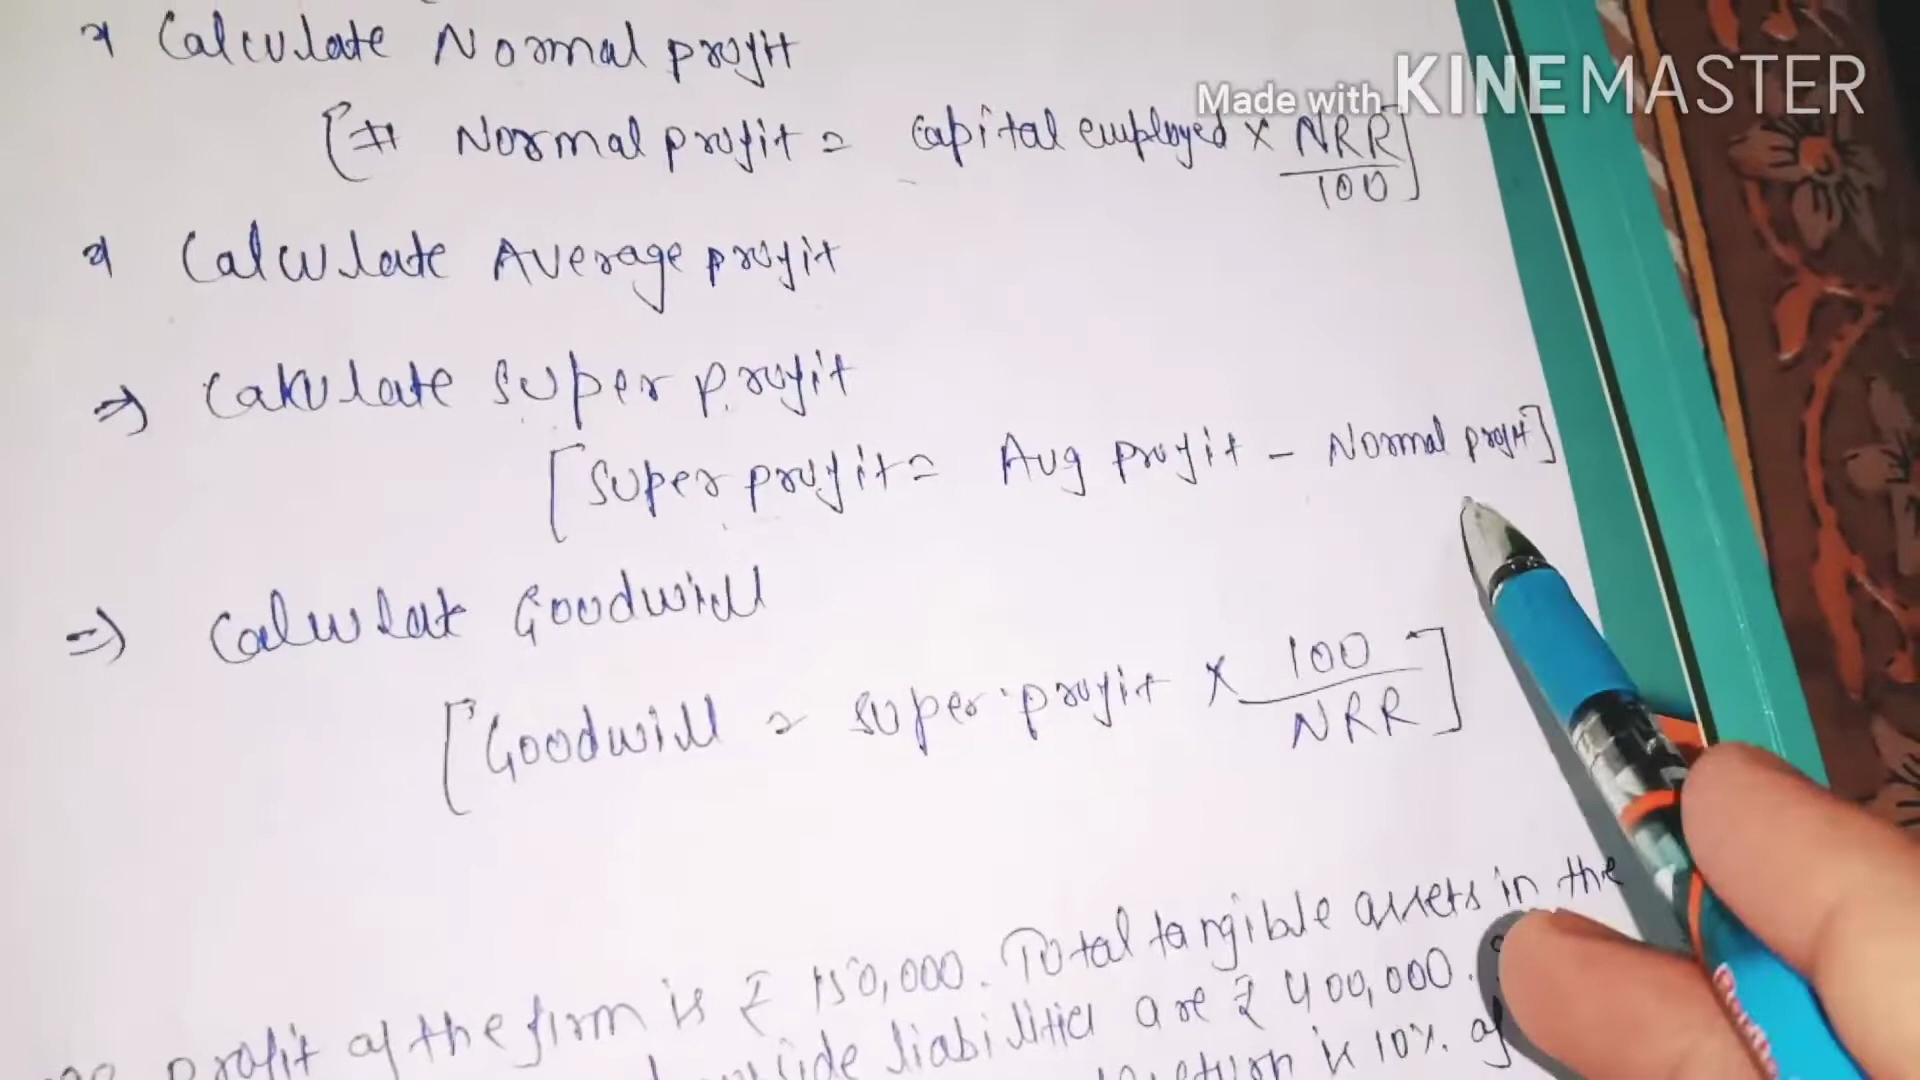 Calculate Normal profit
Made with KINEMASTER
[# Normal profit = capital employed × NRR/100]
Calculate Average profit
⇒ Calculate Super profit
[Super profit = Avg profit - Normal profit]
⇒ Calculat Goodwill
[Goodwill = super profit × 100/NRR]
profit of the firm is ₹ 150,000. Total tangible assets in the
liabilities are ₹ 400,000.
return is 10% of